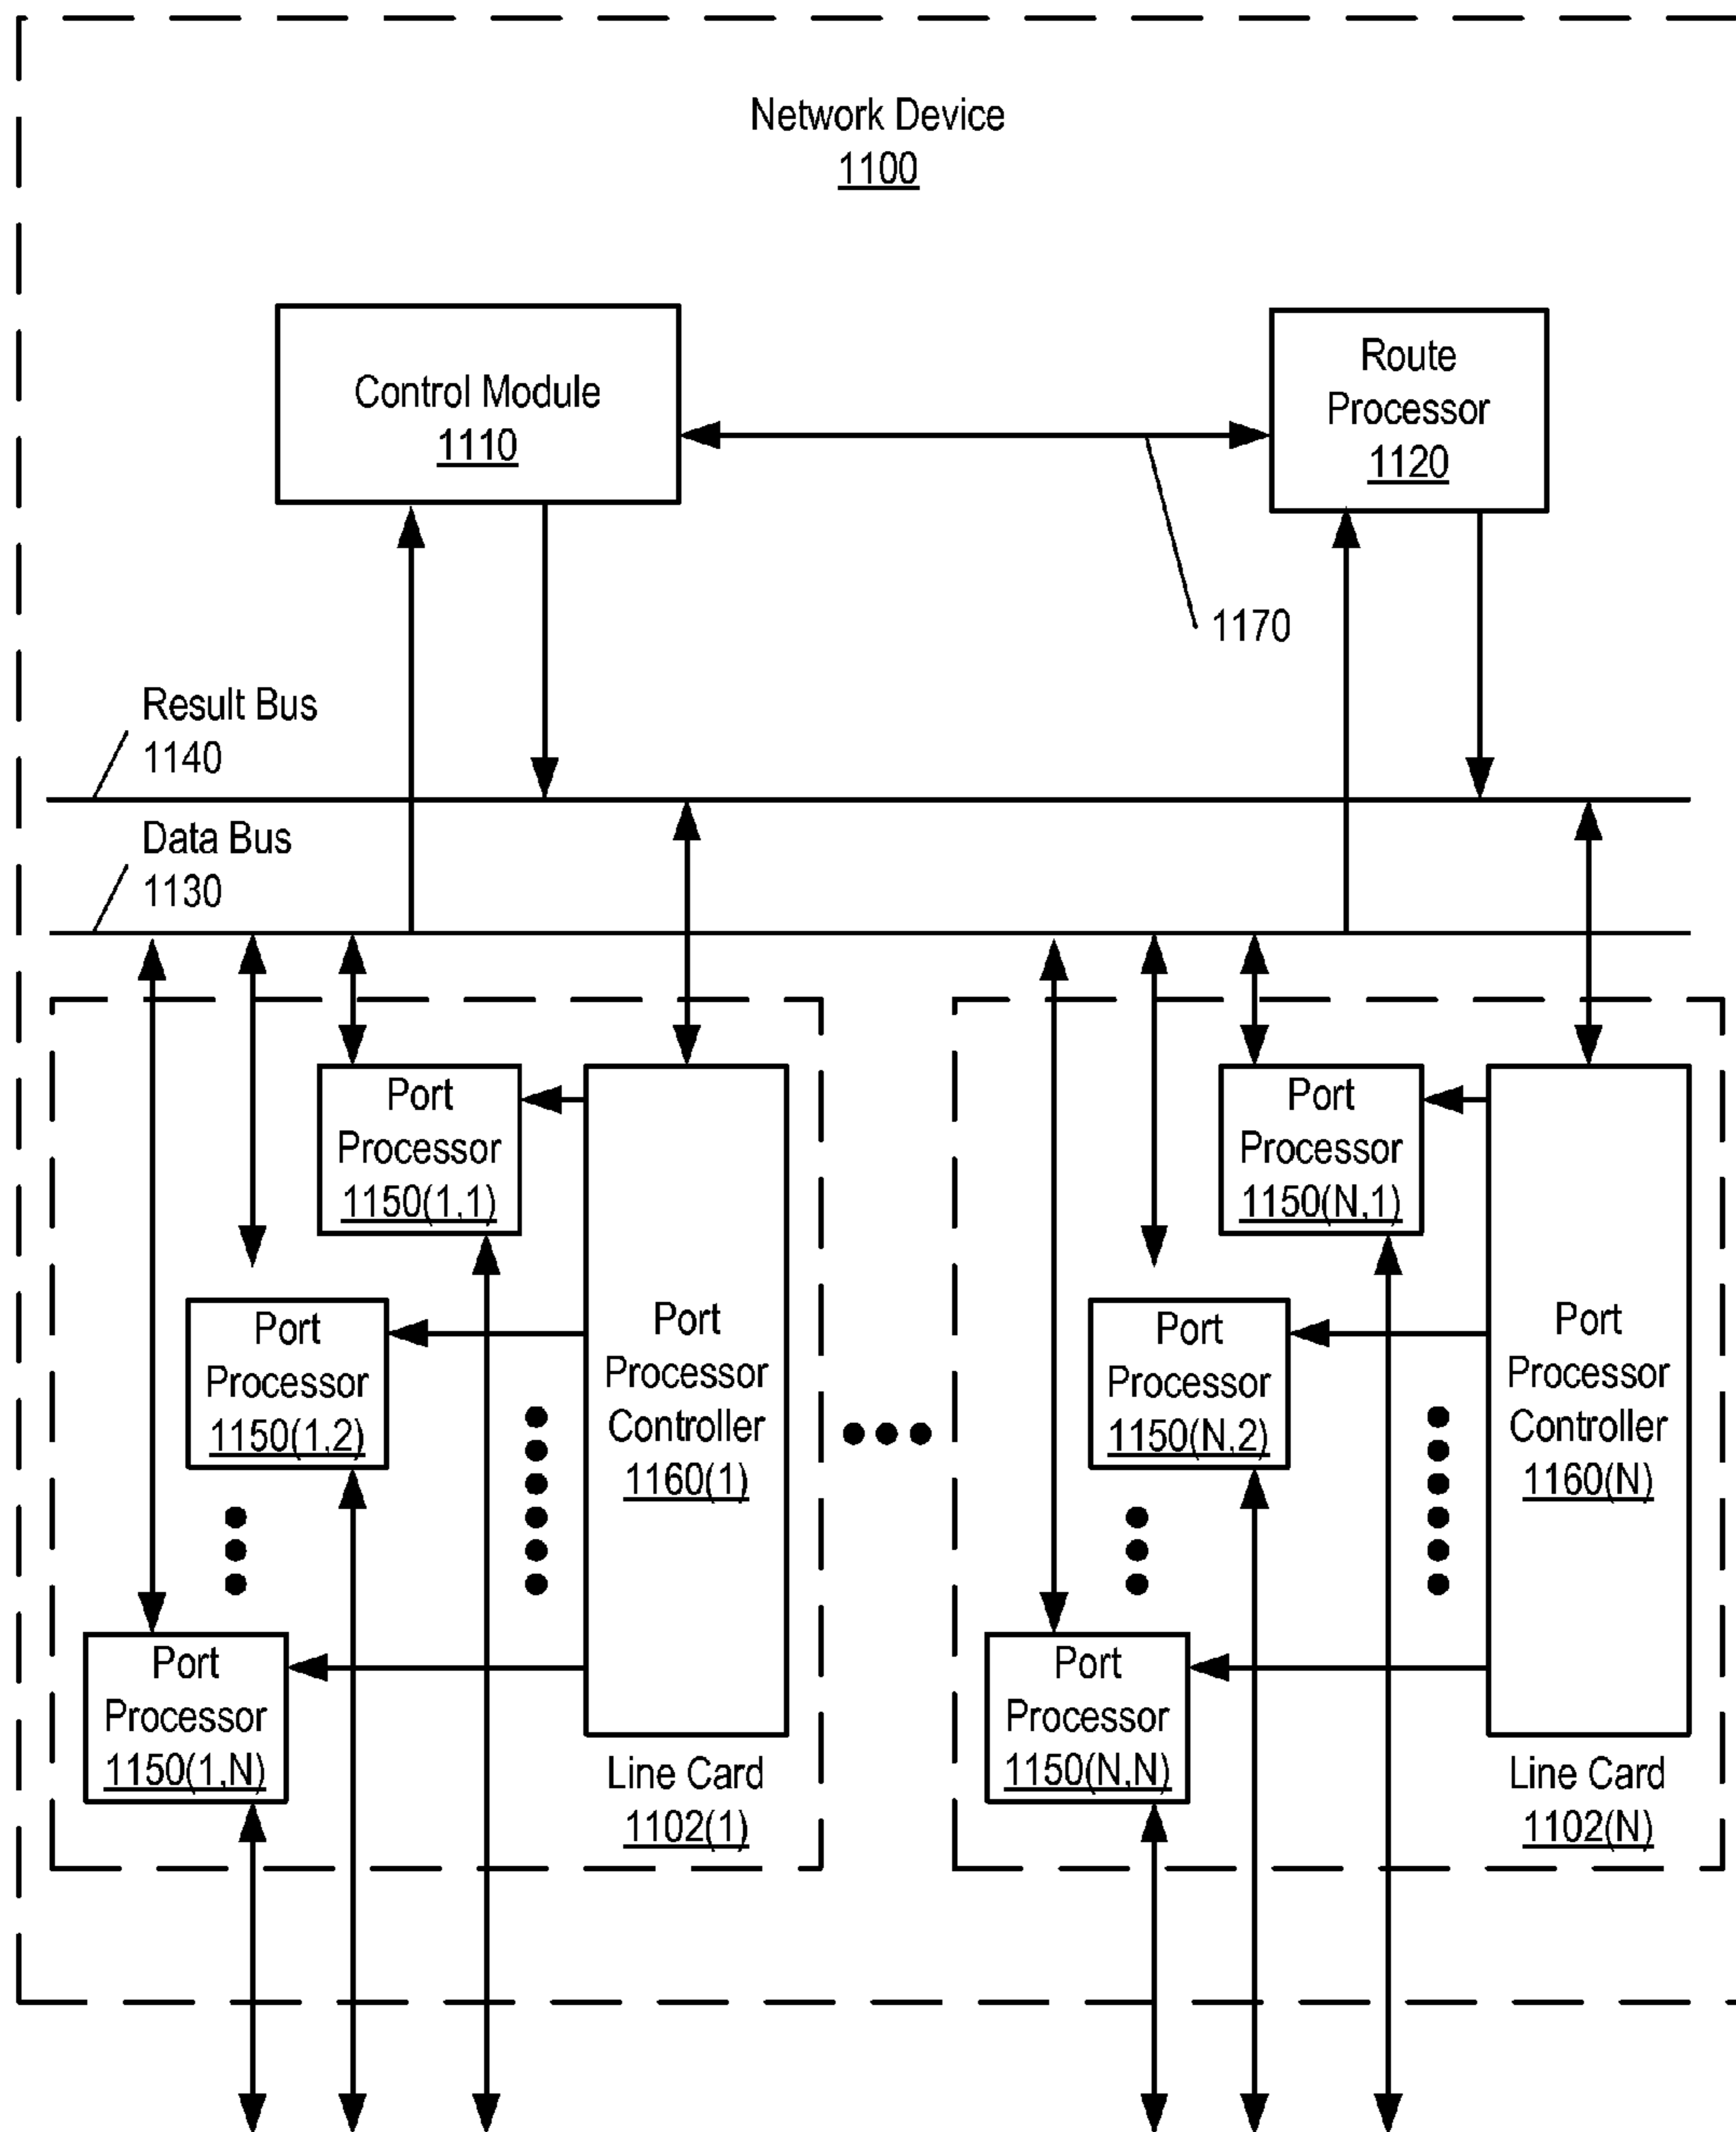 Network Device
1100
Control Module
1110
Route
Processor
1120
1170
Result Bus
1140
Data Bus
1130
Port
Processor
1150(1,1)
Port
Processor
1150(1,2)
Port
Processor
1150(1,N)
Port
Processor
Controller
1160(1)
Line Card
1102(1)
Port
Processor
1150(N,1)
Port
Processor
1150(N,2)
Port
Processor
1150(N,N)
Port
Processor
Controller
1160(N)
Line Card
1102(N)